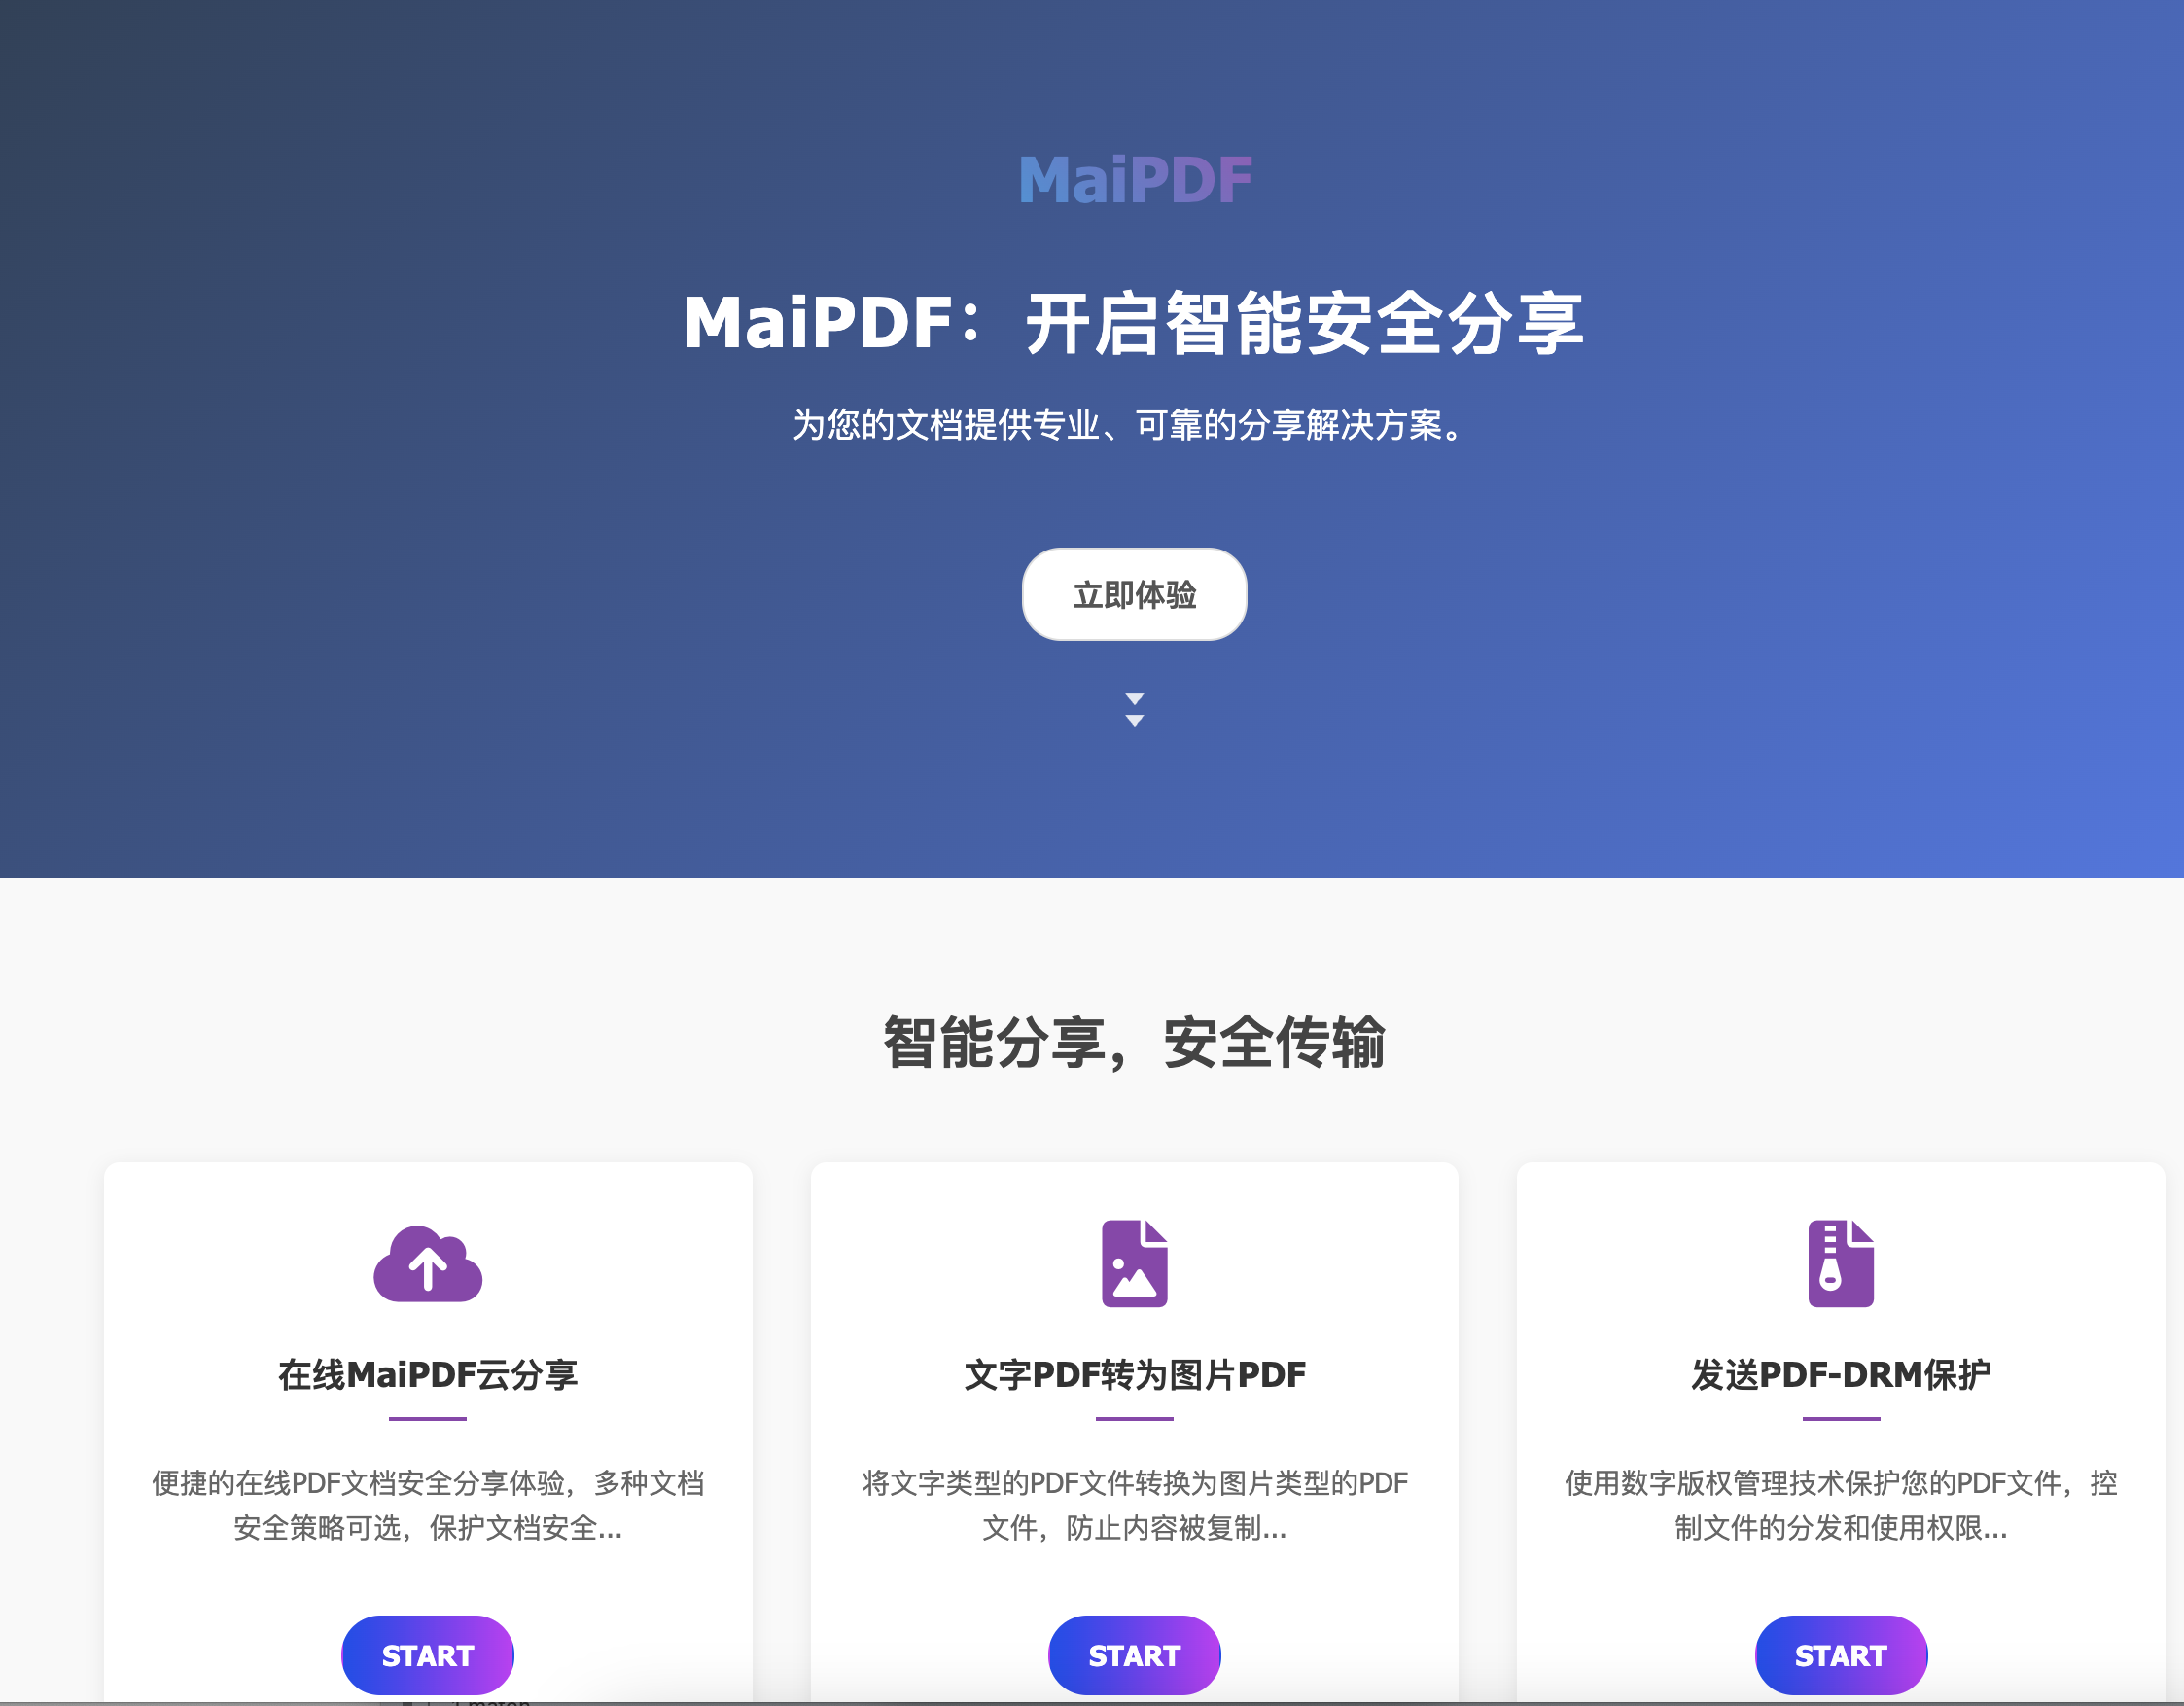 MaiPDF
MaiPDF：开启智能安全分享
为您的文档提供专业、可靠的分享解决方案。
立即体验
智能分享，安全传输
在线MaiPDF云分享
便捷的在线PDF文档安全分享体验，多种文档
安全策略可选，保护文档安全...
START
文字PDF转为图片PDF
将文字类型的PDF文件转换为图片类型的PDF
文件，防止内容被复制...
START
发送PDF-DRM保护
使用数字版权管理技术保护您的PDF文件，控
制文件的分发和使用权限...
START